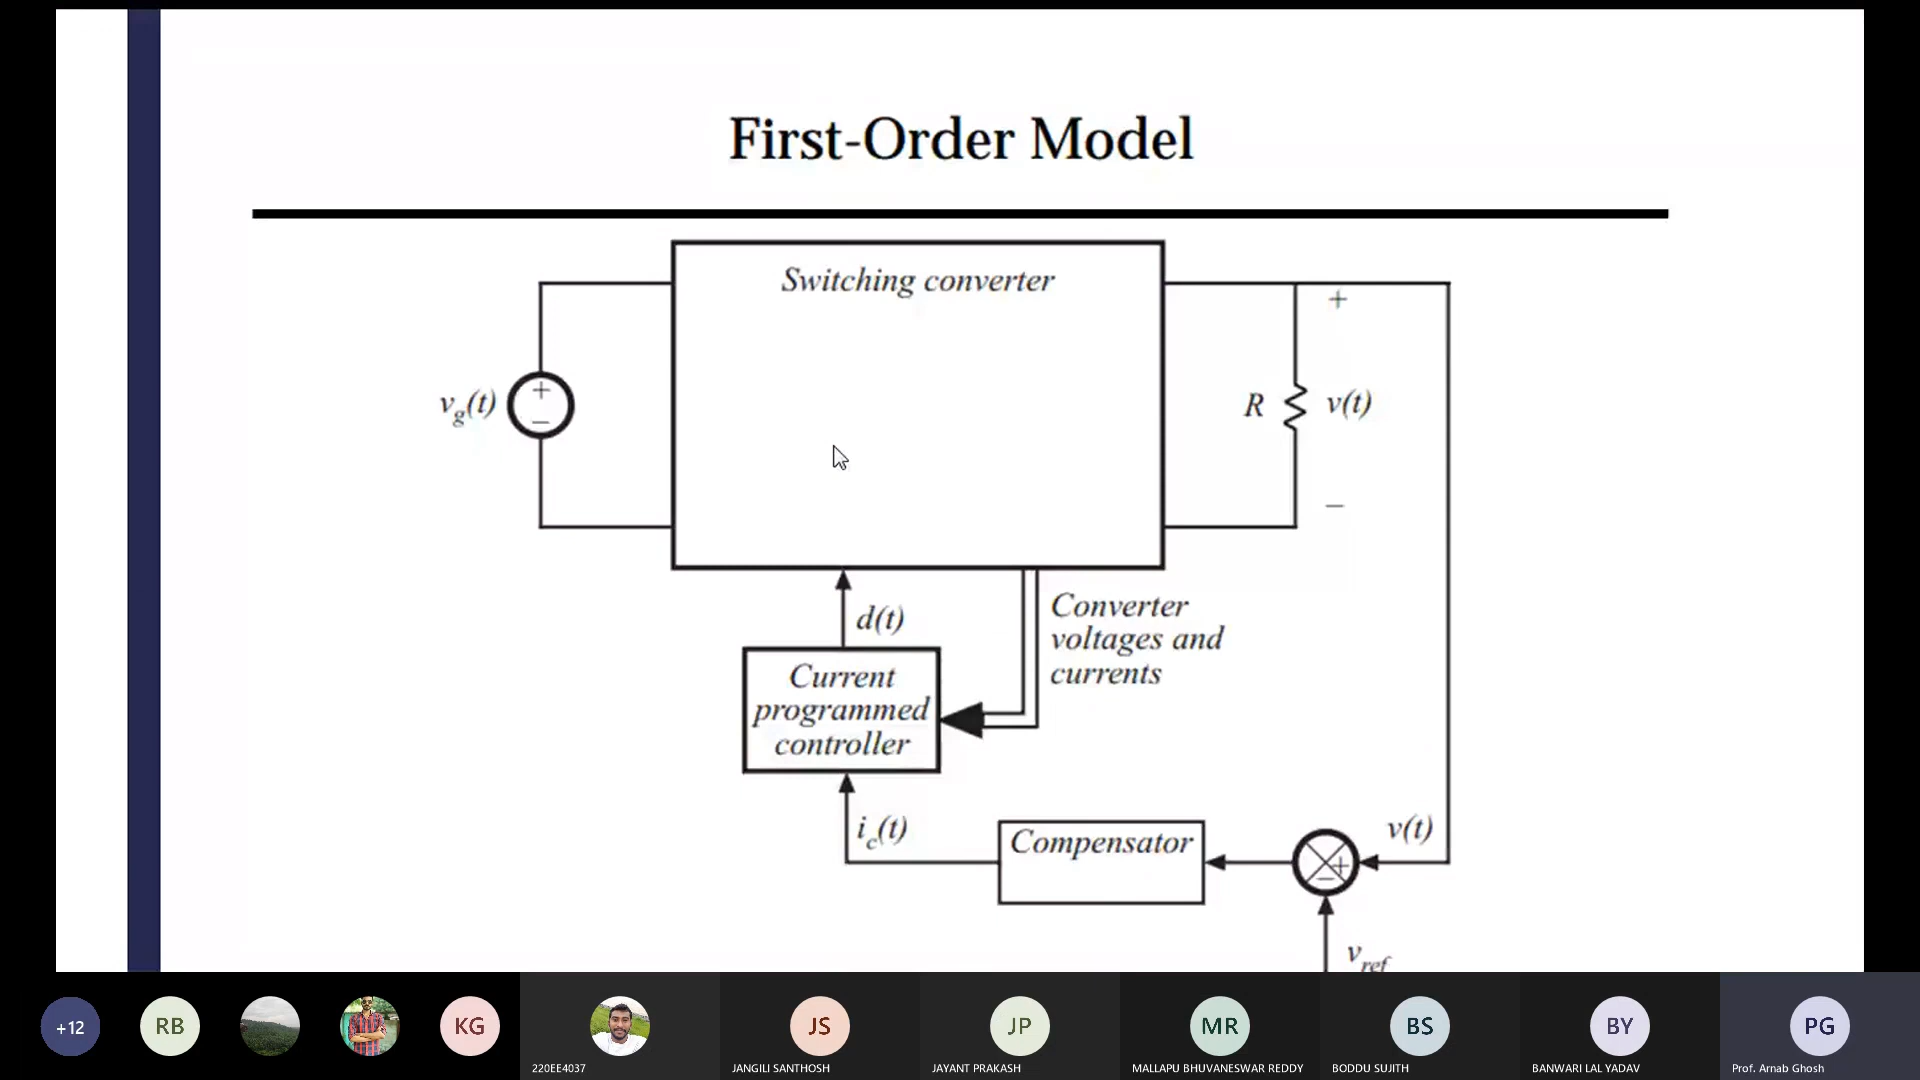 First-Order Model
Switching converter
+
v_g(t)
+
−
R
v(t)
−
d(t)
Converter
voltages and
currents
Current
programmed
controller
i_c(t)
Compensator
v(t)
+
−
v_ref
+12
RB
KG
JS
JP
MR
BS
BY
PG
220EE4037
JANGILI SANTHOSH
JAYANT PRAKASH
MALLAPU BHUVANESWAR REDDY
BODDU SUJITH
BANWARI LAL YADAV
Prof. Arnab Ghosh